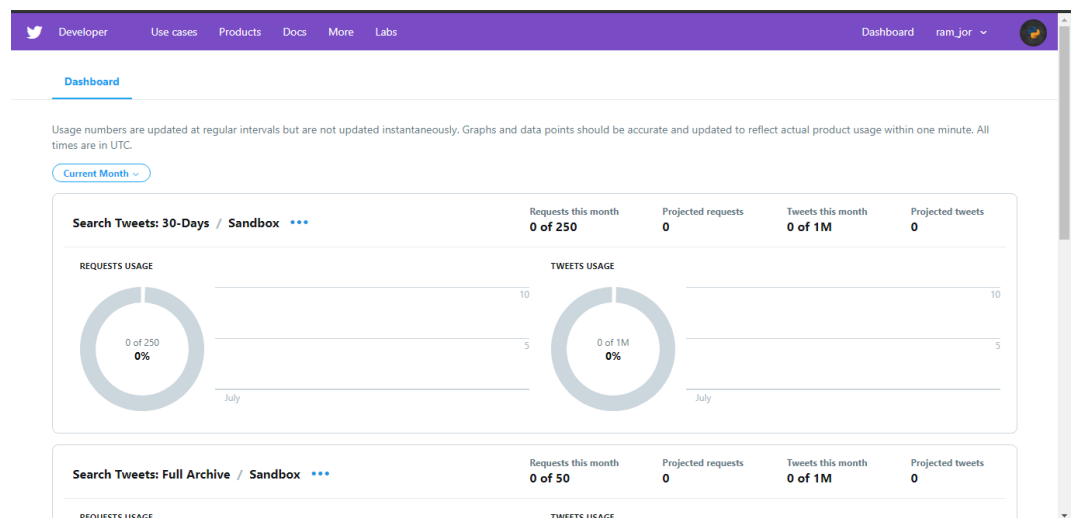 Developer Use cases Products Docs More Labs Dashboard ram_jor
Dashboard
Usage numbers are updated at regular intervals but are not updated instantaneously. Graphs and data points should be accurate and updated to reflect actual product usage within one minute. All
times are in UTC.
Current Month
Search Tweets: 30-Days / Sandbox •••
Requests this month Projected requests Tweets this month Projected tweets
0 of 250 0 0 of 1M 0
REQUESTS USAGE TWEETS USAGE
10 10
0 of 250 5 0 of 1M 5
0% 0%
July July
Search Tweets: Full Archive / Sandbox •••
Requests this month Projected requests Tweets this month Projected tweets
0 of 50 0 0 of 1M 0
REQUESTS USAGE TWEETS USAGE